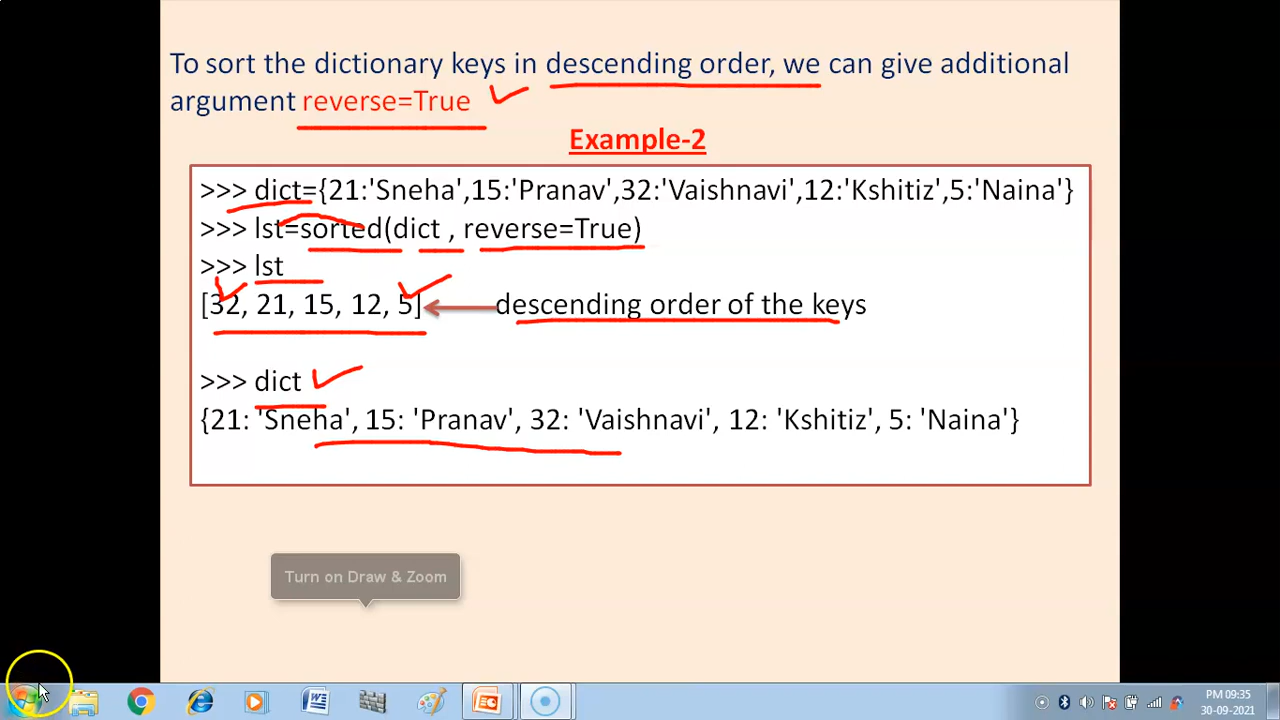 To sort the dictionary keys in descending order, we can give additional
argument reverse=True
Example-2
>>> dict={21:'Sneha',15:'Pranav',32:'Vaishnavi',12:'Kshitiz',5:'Naina'}
>>> lst=sorted(dict , reverse=True)
>>> lst
[32, 21, 15, 12, 5] descending order of the keys
>>> dict
{21: 'Sneha', 15: 'Pranav', 32: 'Vaishnavi', 12: 'Kshitiz', 5: 'Naina'}
Turn on Draw & Zoom
PM 09:35
30-09-2021